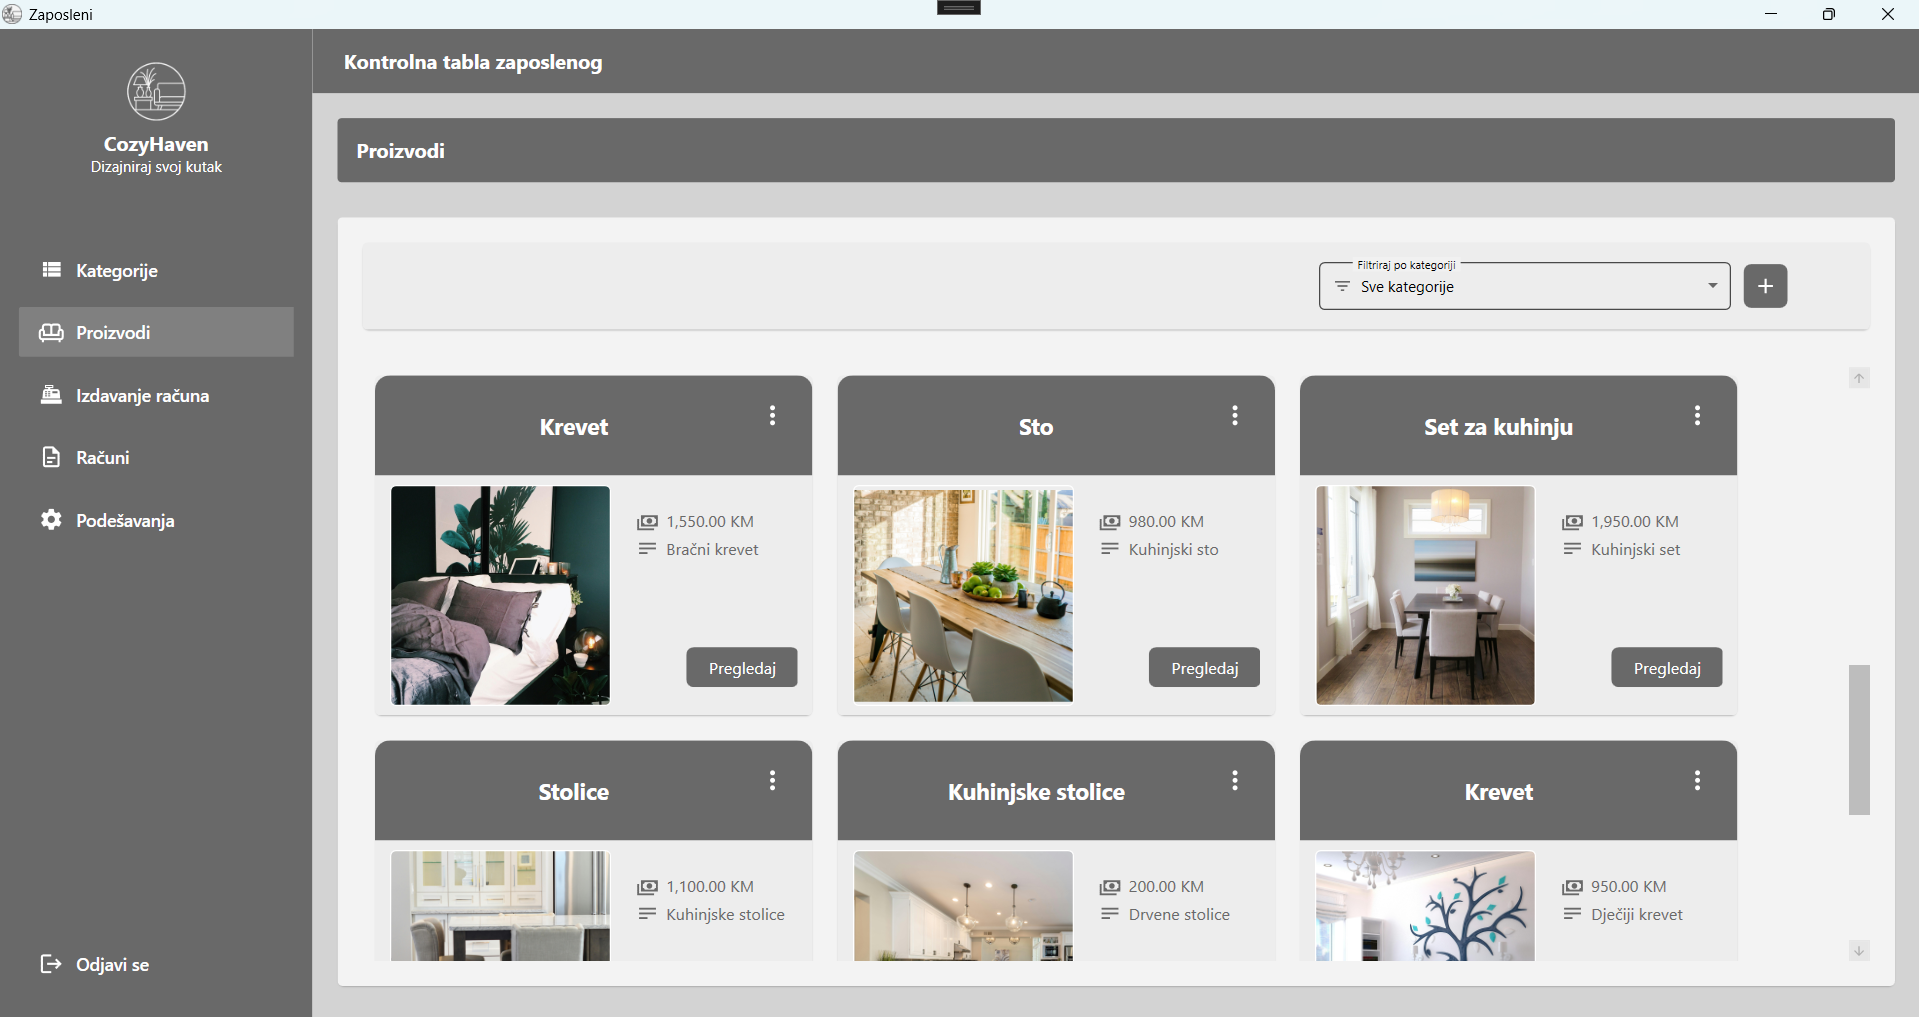 Zaposleni
CozyHaven
Dizajniraj svoj kutak
Kategorije
Proizvodi
Izdavanje računa
Računi
Podešavanja
Odjavi se
Kontrolna tabla zaposlenog
Proizvodi
Filtriraj po kategoriji
Sve kategorije
+
Krevet
1,550.00 KM
Bračni krevet
Pregledaj
Sto
980.00 KM
Kuhinjski sto
Pregledaj
Set za kuhinju
1,950.00 KM
Kuhinjski set
Pregledaj
Stolice
1,100.00 KM
Kuhinjske stolice
Kuhinjske stolice
200.00 KM
Drvene stolice
Krevet
950.00 KM
Dječiji krevet